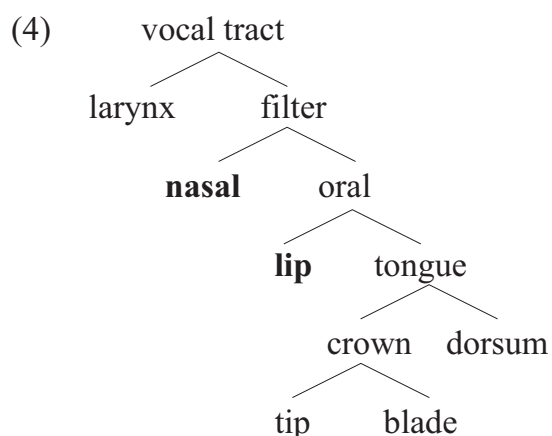 (4) vocal tract
larynx filter
nasal oral
lip tongue
crown dorsum
tip blade